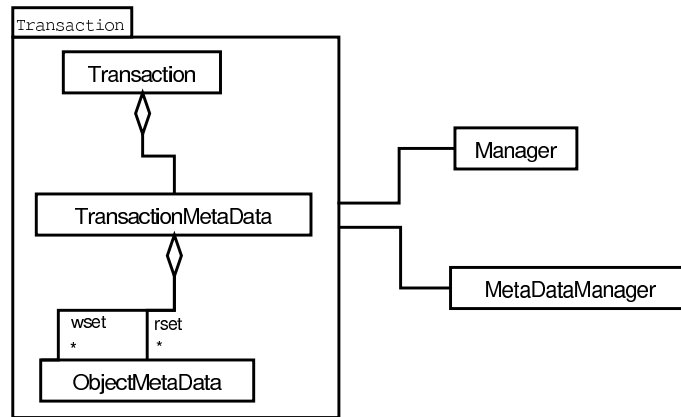 Transaction
Transaction
Manager
TransactionMetaData
MetaDataManager
wset rset
* *
ObjectMetaData